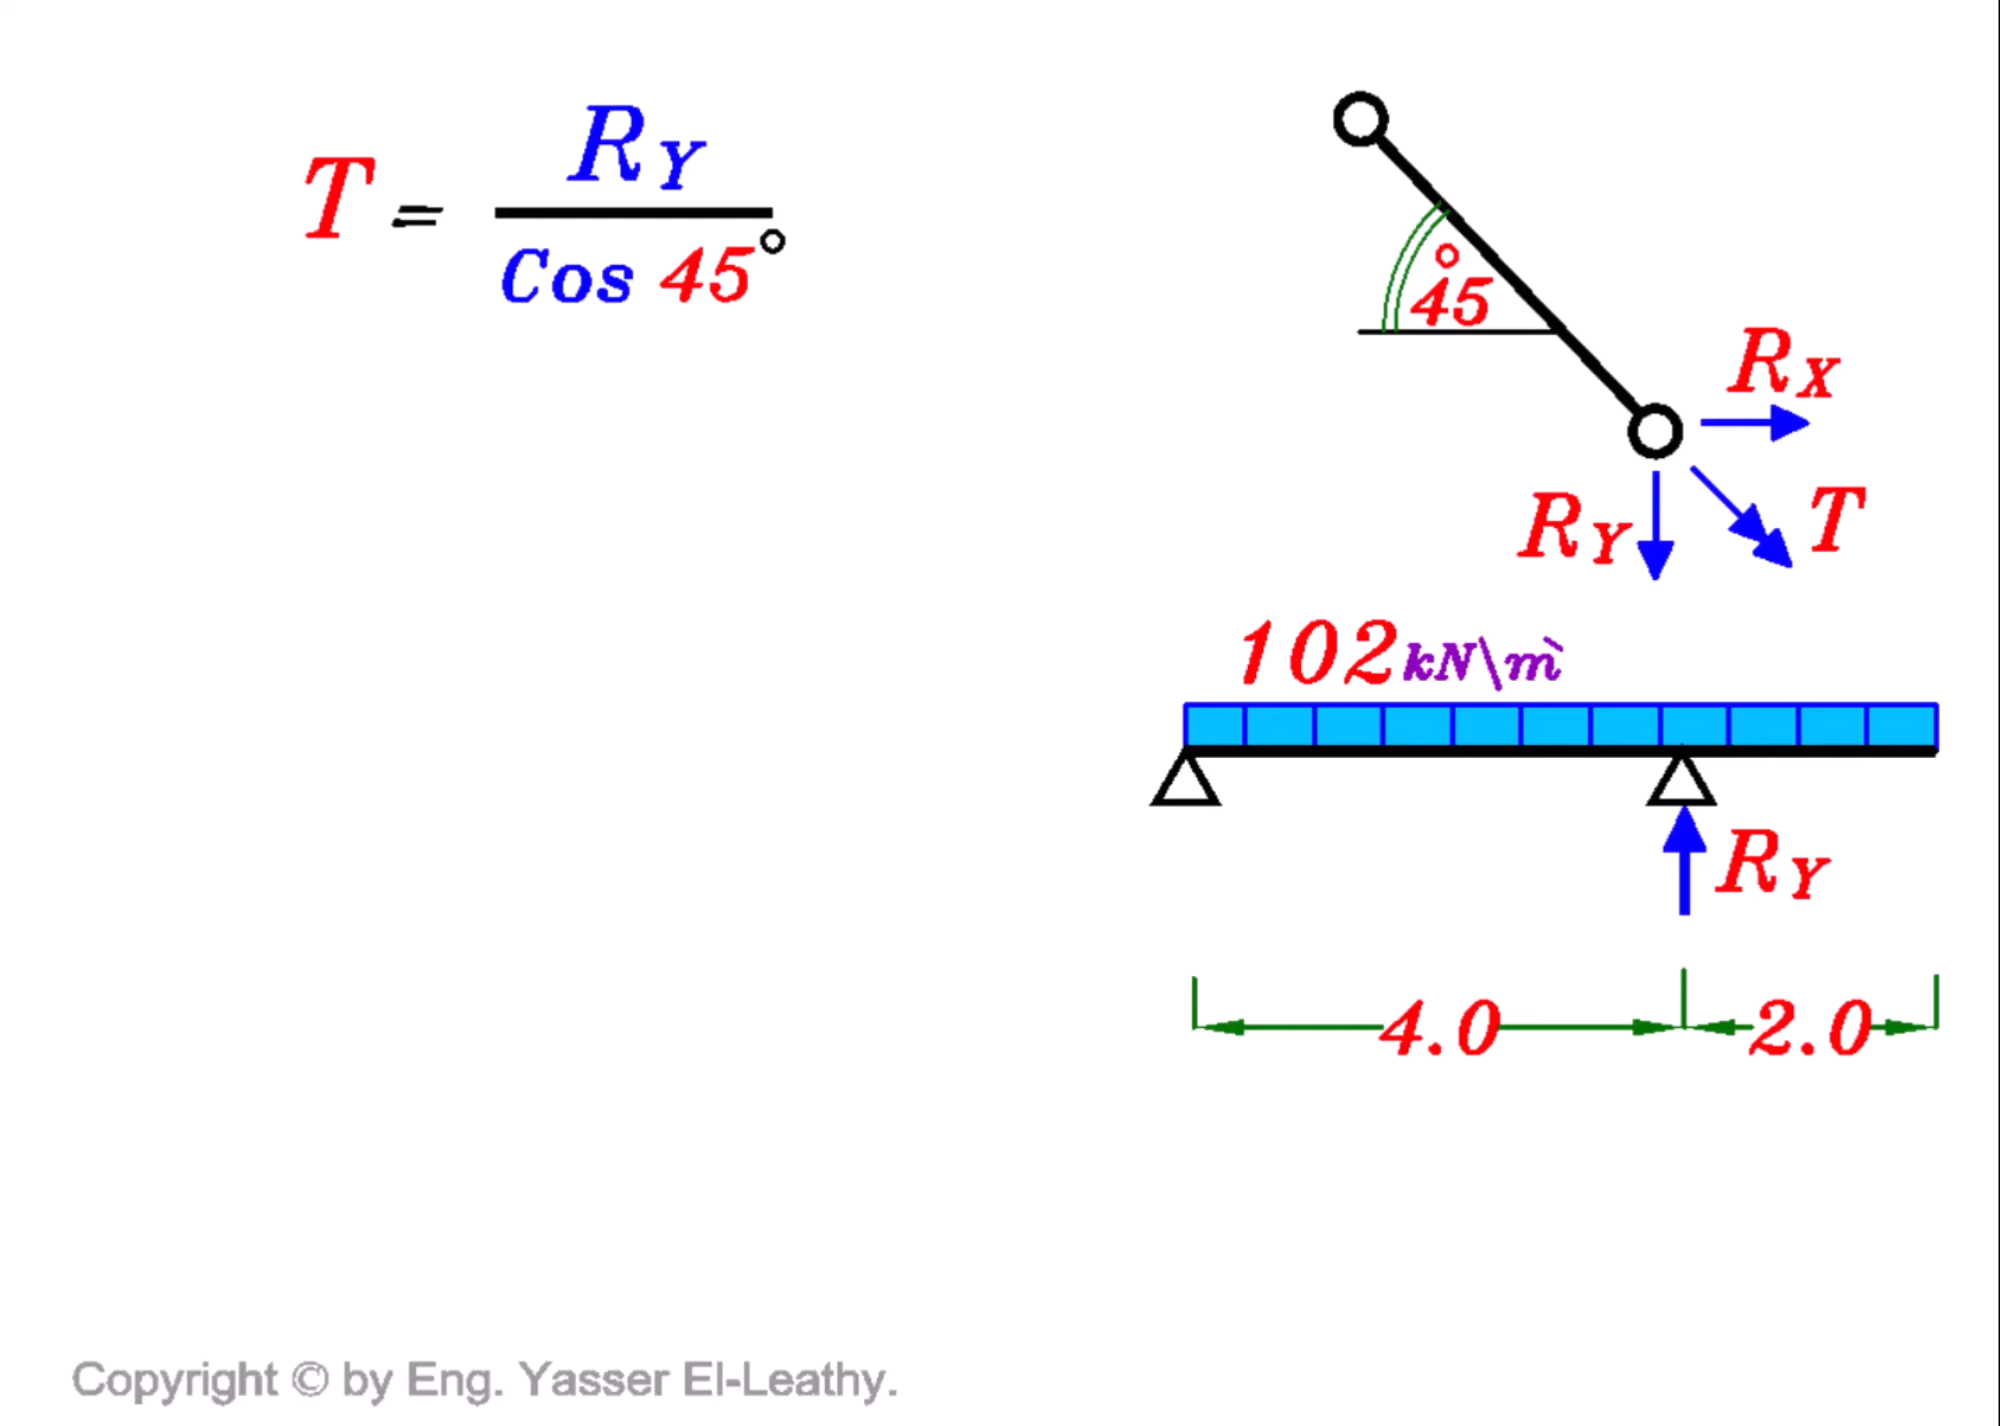 T = RY
Cos 45°
45°
RX
RY
T
102 kN\m̀
RY
4.0
2.0
Copyright © by Eng. Yasser El-Leathy.